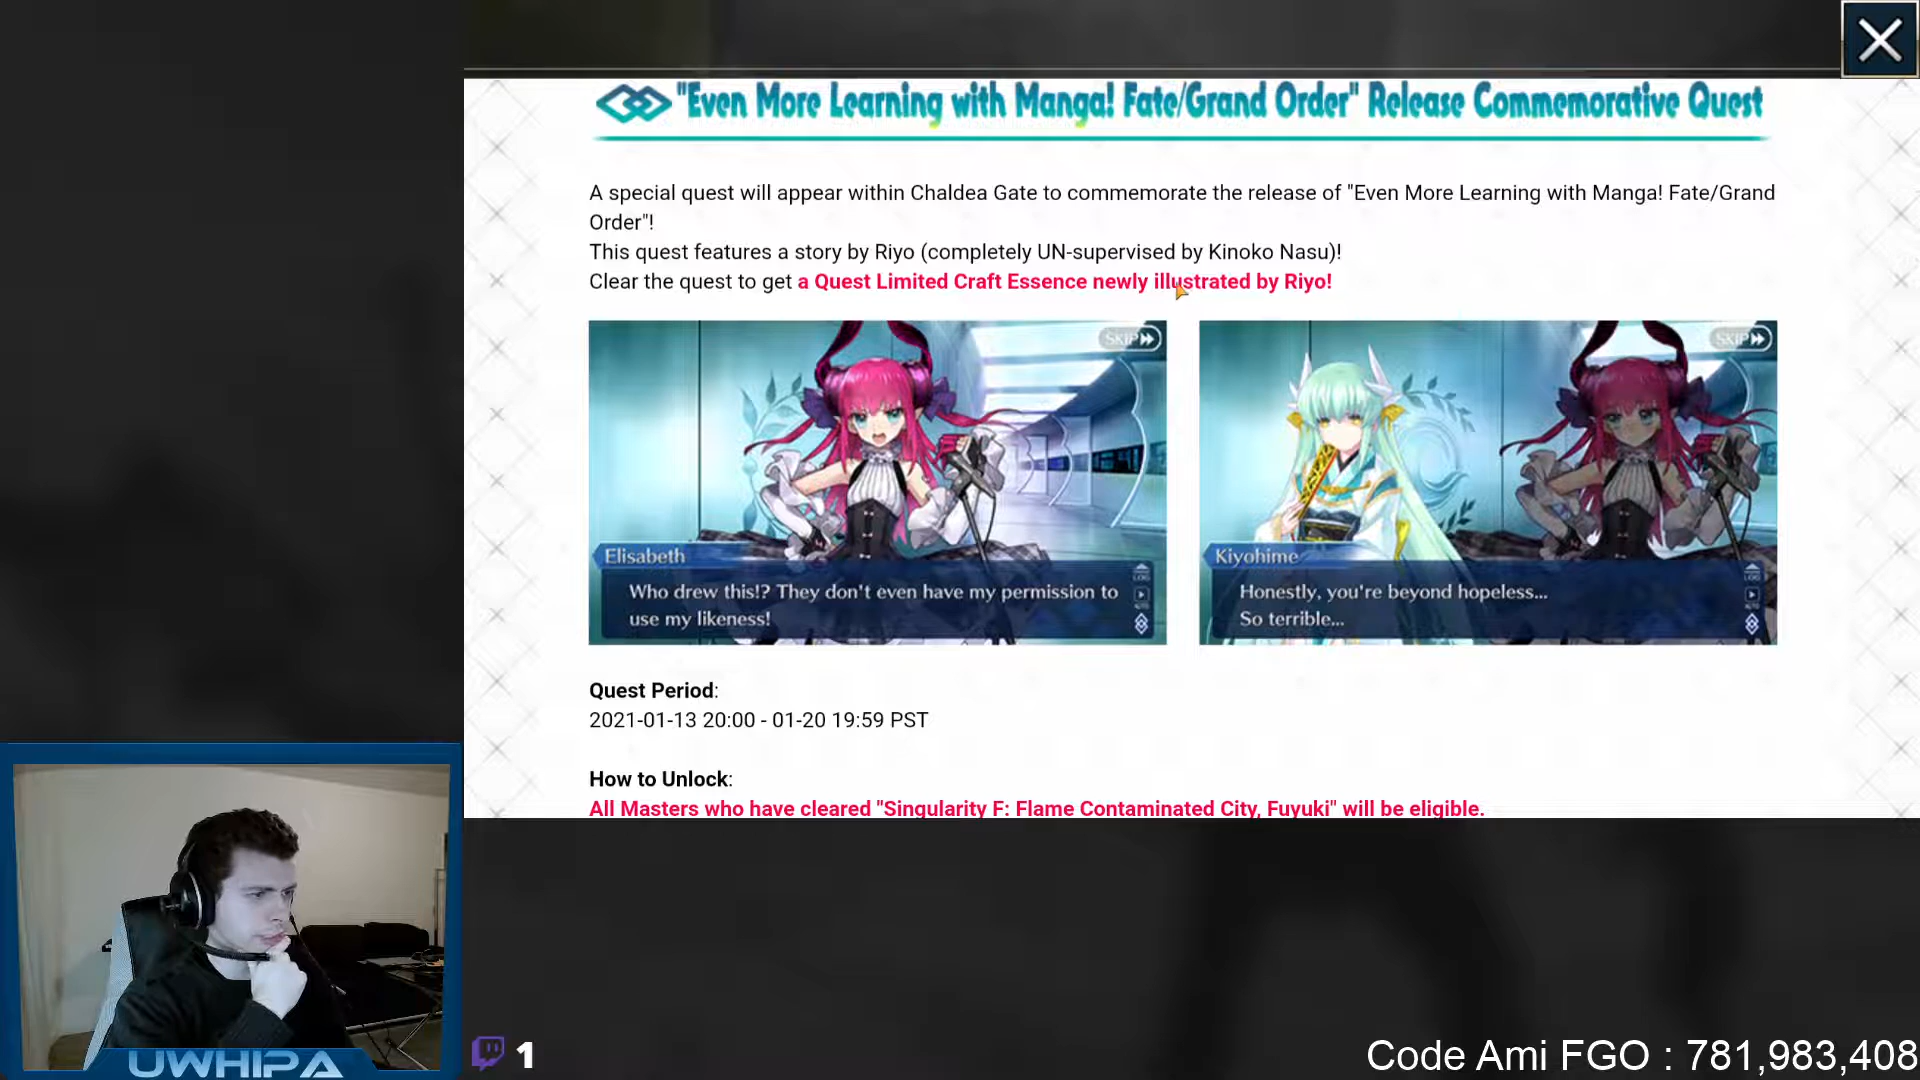 "Even More Learning with Manga! Fate/Grand Order" Release Commemorative Quest
A special quest will appear within Chaldea Gate to commemorate the release of "Even More Learning with Manga! Fate/Grand
Order"!
This quest features a story by Riyo (completely UN-supervised by Kinoko Nasu)!
Clear the quest to get a Quest Limited Craft Essence newly illustrated by Riyo!
SKIP
Elisabeth
LOG
Who drew this!? They don't even have my permission to
AUTO
use my likeness!
SKIP
Kiyohime
LOG
Honestly, you're beyond hopeless...
AUTO
So terrible...
Quest Period:
2021-01-13 20:00 - 01-20 19:59 PST
How to Unlock:
All Masters who have cleared "Singularity F: Flame Contaminated City, Fuyuki" will be eligible.
UWHIPA
1
Code Ami FGO : 781,983,408